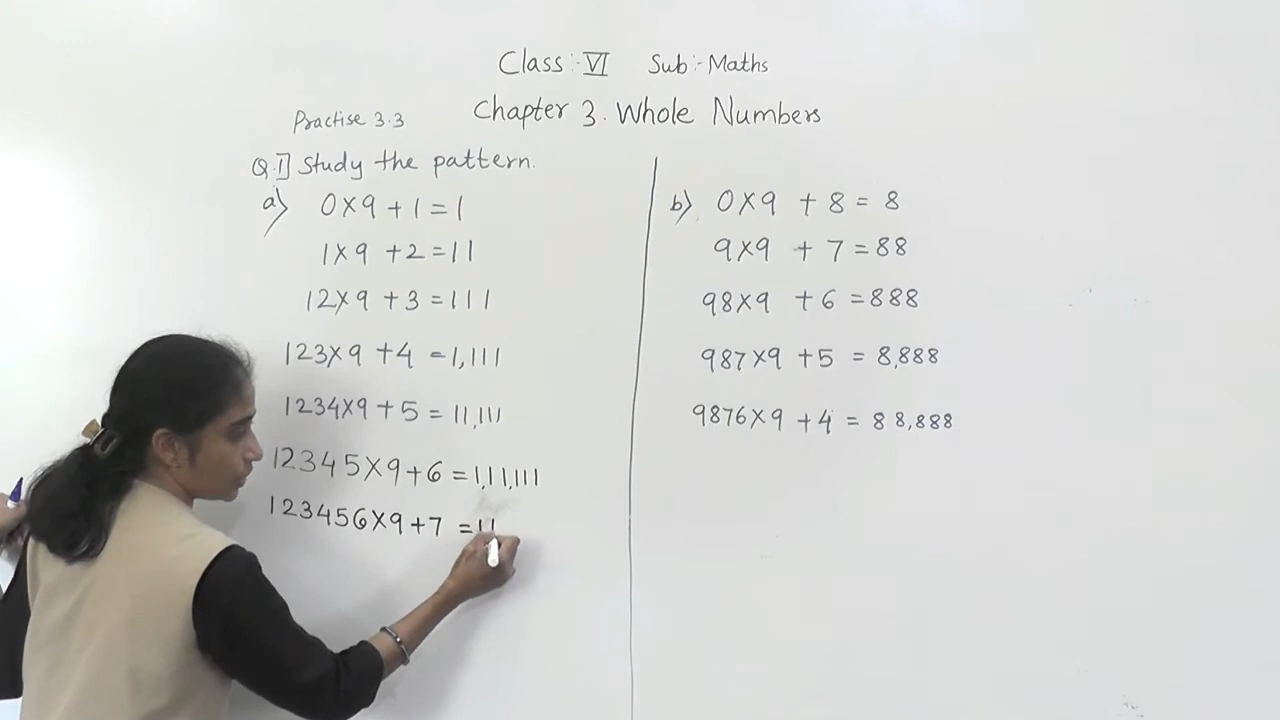 Class:- VI Sub:- Maths
Chapter 3. Whole Numbers
Practise 3.3
Q.I] Study the pattern.
a) 0×9 +1 = 1
1×9 +2 = 11
12×9 +3 = 111
123×9 +4 = 1,111
1234×9 +5 = 11,111
12345×9+6 = 1,11,111
123456×9+7 = 11
b) 0×9 +8 = 8
9×9 +7 = 88
98×9 +6 = 888
987×9 +5 = 8,888
9876×9 +4 = 88,888